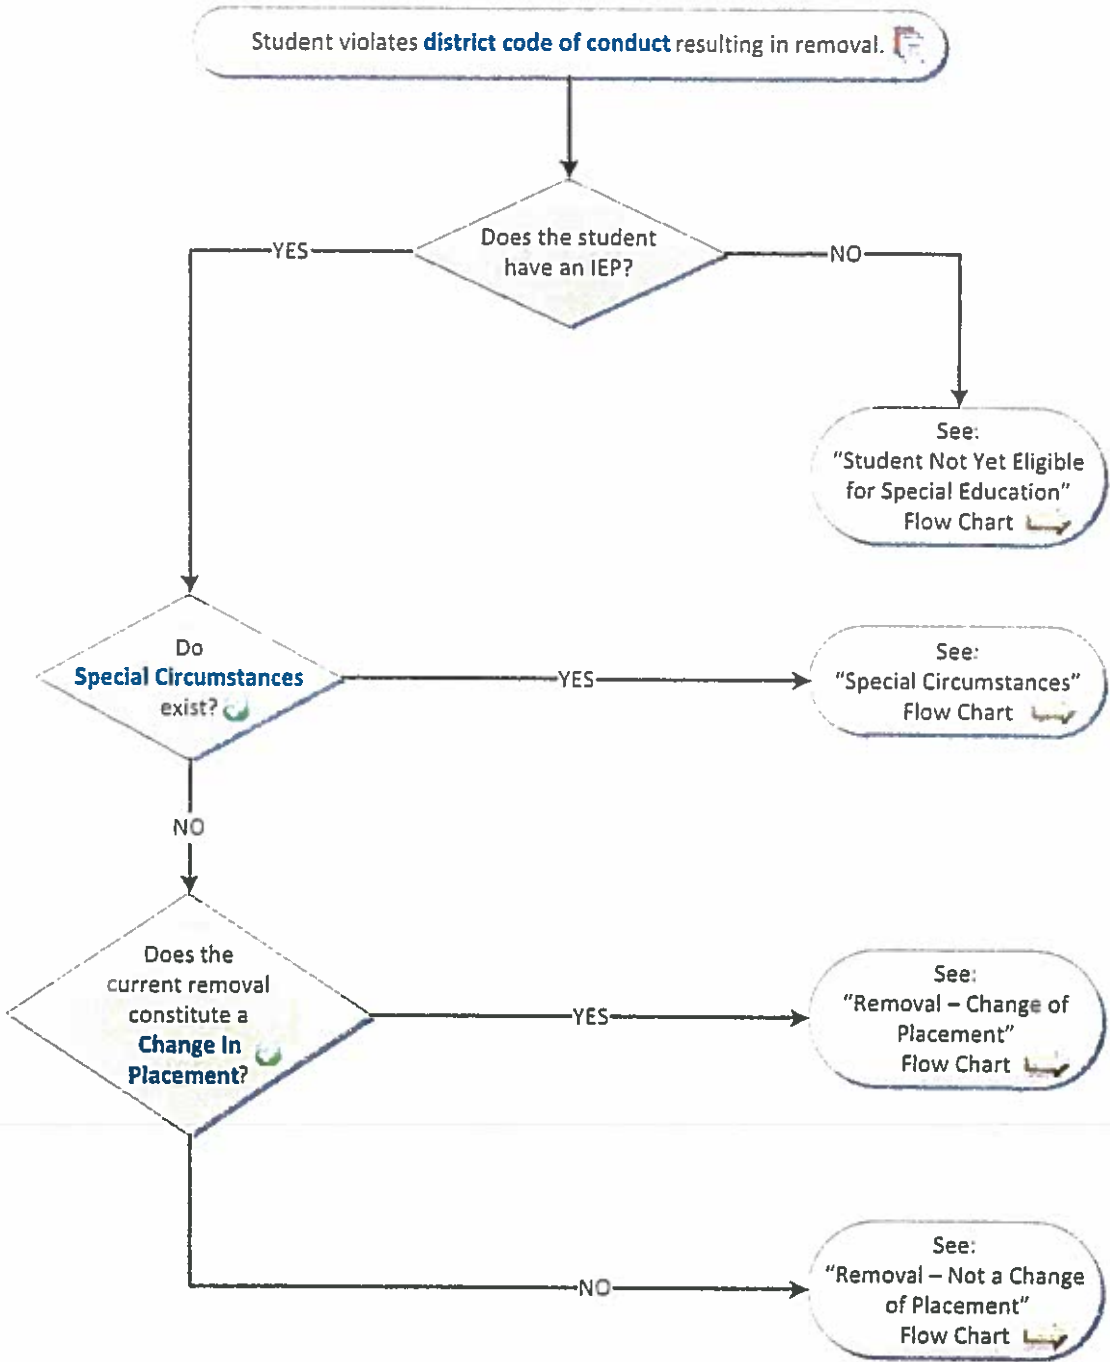 Student violates district code of conduct resulting in removal.
Does the student
have an IEP?
YES
NO
See:
"Student Not Yet Eligible
for Special Education"
Flow Chart
Do
Special Circumstances
exist?
YES
See:
"Special Circumstances"
Flow Chart
NO
Does the
current removal
constitute a
Change In
Placement?
YES
See:
"Removal – Change of
Placement"
Flow Chart
NO
See:
"Removal – Not a Change
of Placement"
Flow Chart